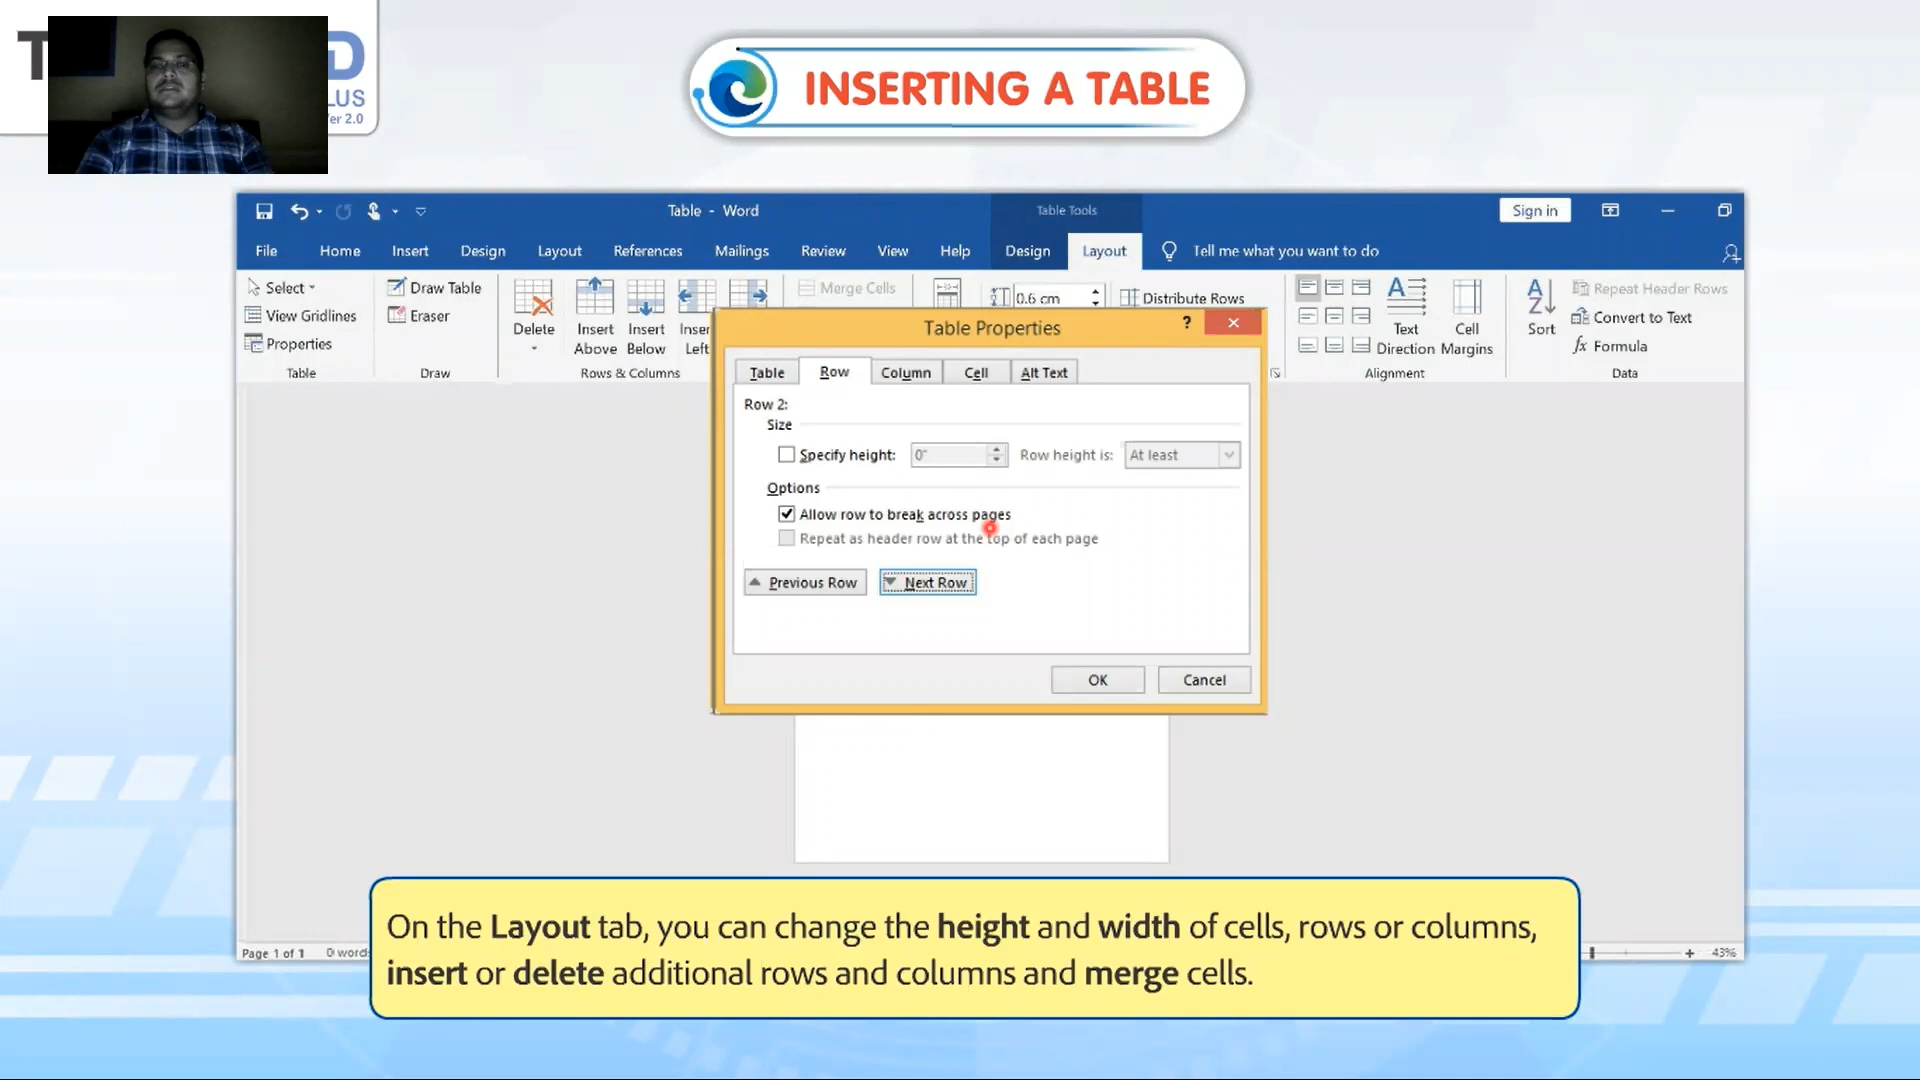 T D
LUS
er 2.0
INSERTING A TABLE
Table - Word
Table Tools
Sign in
File Home Insert Design Layout References Mailings Review View Help Design Layout Tell me what you want to do
Select
View Gridlines
Properties
Table
Draw Table
Eraser
Draw
Delete
Insert Above
Insert Below
Inser Left
Rows & Columns
Merge Cells
0.6 cm
Distribute Rows
Text Direction
Cell Margins
Alignment
Sort
Repeat Header Rows
Convert to Text
fx Formula
Data
Table Properties
?
Table Row Column Cell Alt Text
Row 2:
Size
Specify height: 0" Row height is: At least
Options
Allow row to break across pages
Repeat as header row at the top of each page
Previous Row Next Row
OK Cancel
Page 1 of 1 0 word
43%
On the Layout tab, you can change the height and width of cells, rows or columns,
insert or delete additional rows and columns and merge cells.